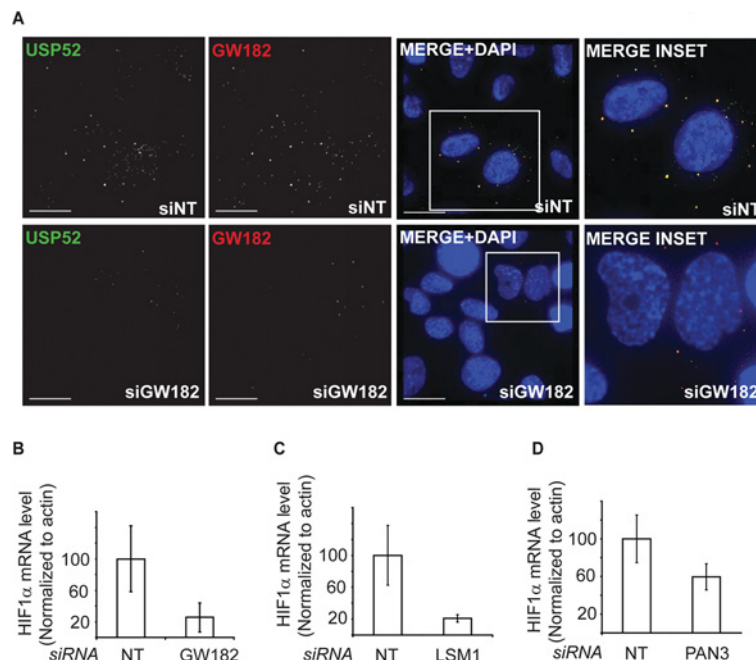 A
USP52
GW182
MERGE+DAPI
MERGE INSET
siNT
siNT
siNT
siNT
USP52
GW182
MERGE+DAPI
MERGE INSET
siGW182
siGW182
siGW182
siGW182
B
HIF1α mRNA level
(Normalized to actin)
100
60
20
siRNA NT GW182
C
HIF1α mRNA level
(Normalized to actin)
100
60
20
siRNA NT LSM1
D
HIF1α mRNA level
(Normalized to actin)
100
60
20
siRNA NT PAN3